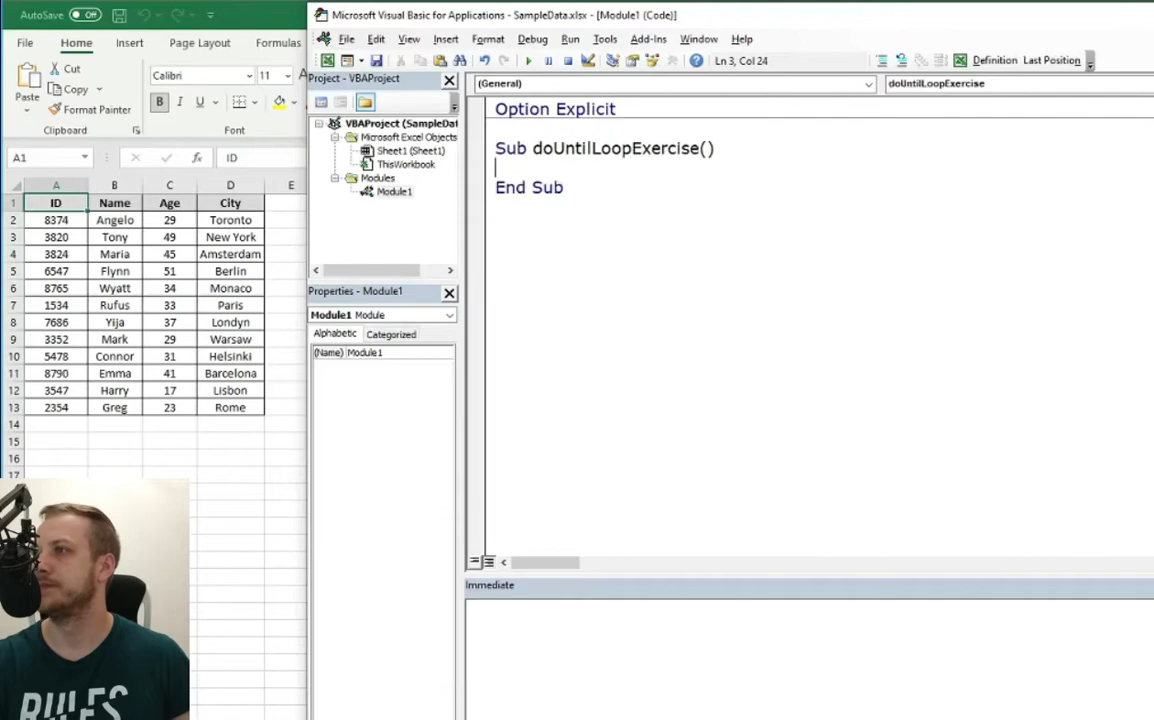 AutoSave Off
File Home Insert Page Layout Formulas
Paste
Cut
Copy
Format Painter
Clipboard
Calibri 11 A
B I U
Font
A1 fx ID
A B C D E
1 ID Name Age City
2 8374 Angelo 29 Toronto
3 3820 Tony 49 New York
4 3824 Maria 45 Amsterdam
5 6547 Flynn 51 Berlin
6 8765 Wyatt 34 Monaco
7 1534 Rufus 33 Paris
8 7686 Yija 37 Londyn
9 3352 Mark 29 Warsaw
10 5478 Connor 31 Helsinki
11 8790 Emma 41 Barcelona
12 3547 Harry 17 Lisbon
13 2354 Greg 23 Rome
14
15
16
17
RULES
Microsoft Visual Basic for Applications - SampleData.xlsx - [Module1 (Code)]
File Edit View Insert Format Debug Run Tools Add-Ins Window Help
Ln 3, Col 24
Definition Last Position
Project - VBAProject
VBAProject (SampleDat
Microsoft Excel Objects
Sheet1 (Sheet1)
ThisWorkbook
Modules
Module1
Properties - Module1
Module1 Module
Alphabetic Categorized
(Name) Module1
(General) doUntilLoopExercise
Option Explicit
Sub doUntilLoopExercise()
End Sub
Immediate